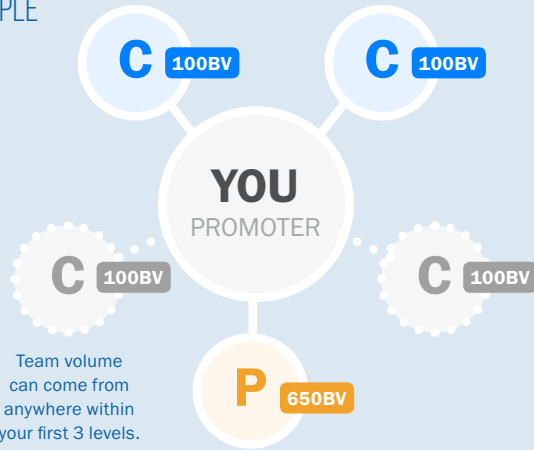 PLE
C 100BV
C 100BV
YOU
PROMOTER
C 100BV
C 100BV
P 650BV
Team volume
can come from
anywhere within
your first 3 levels.